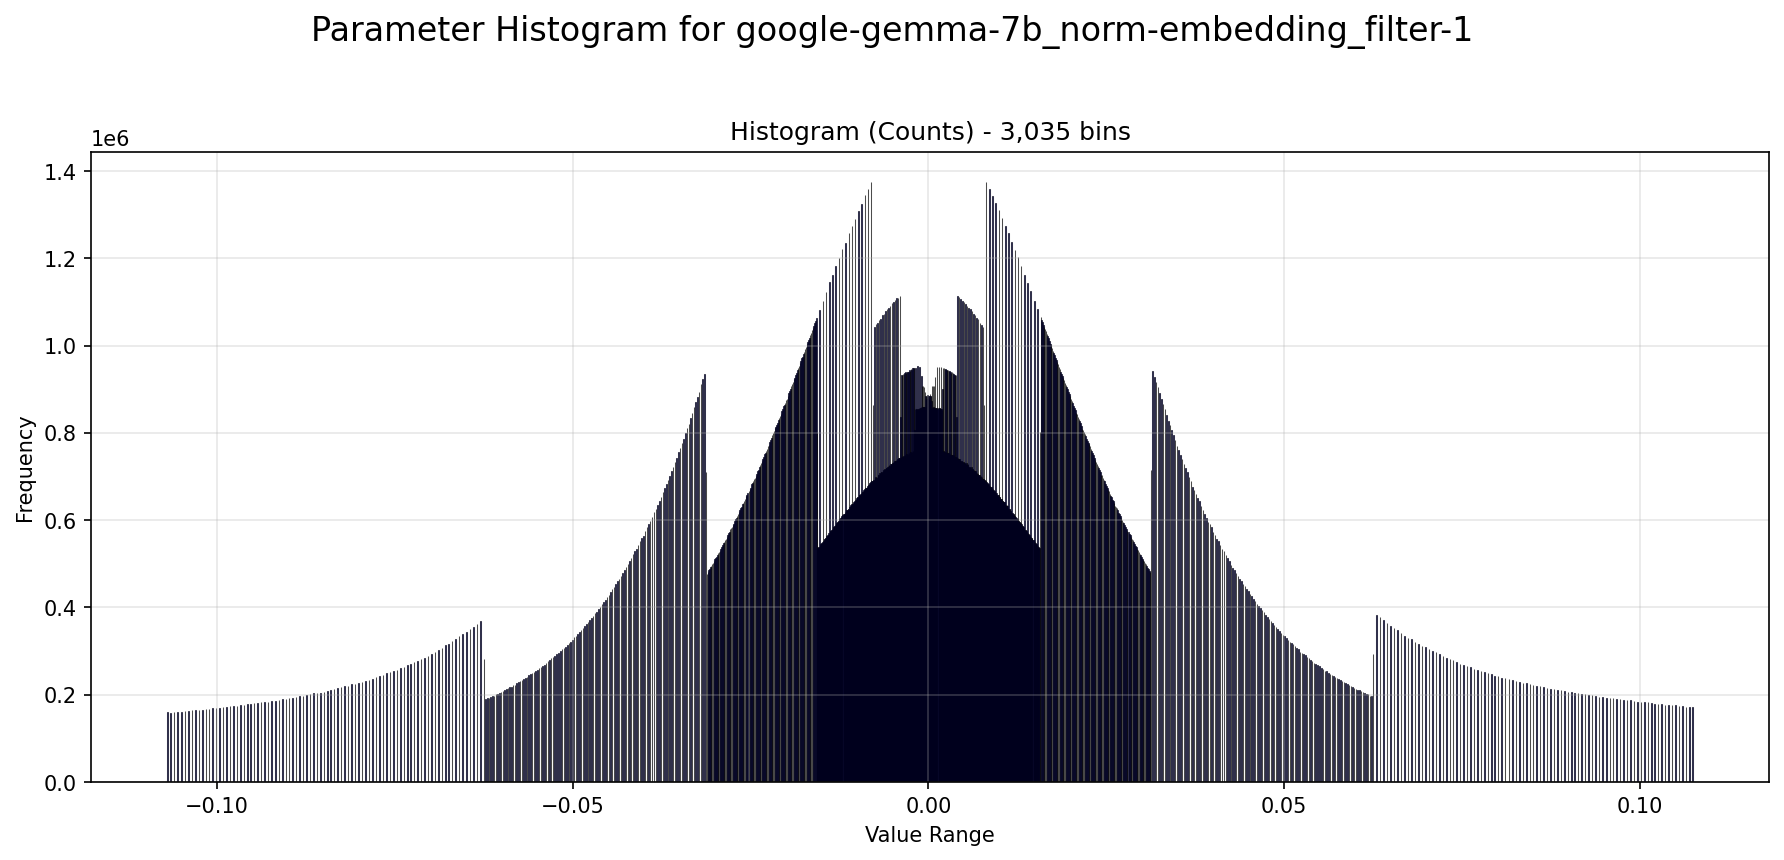 Parameter Histogram for google-gemma-7b_norm-embedding_filter-1
Histogram (Counts) - 3,035 bins
1e6
1.4
1.2
1.0
0.8
0.6
0.4
0.2
0.0
Frequency
−0.10 −0.05 0.00 0.05 0.10
Value Range